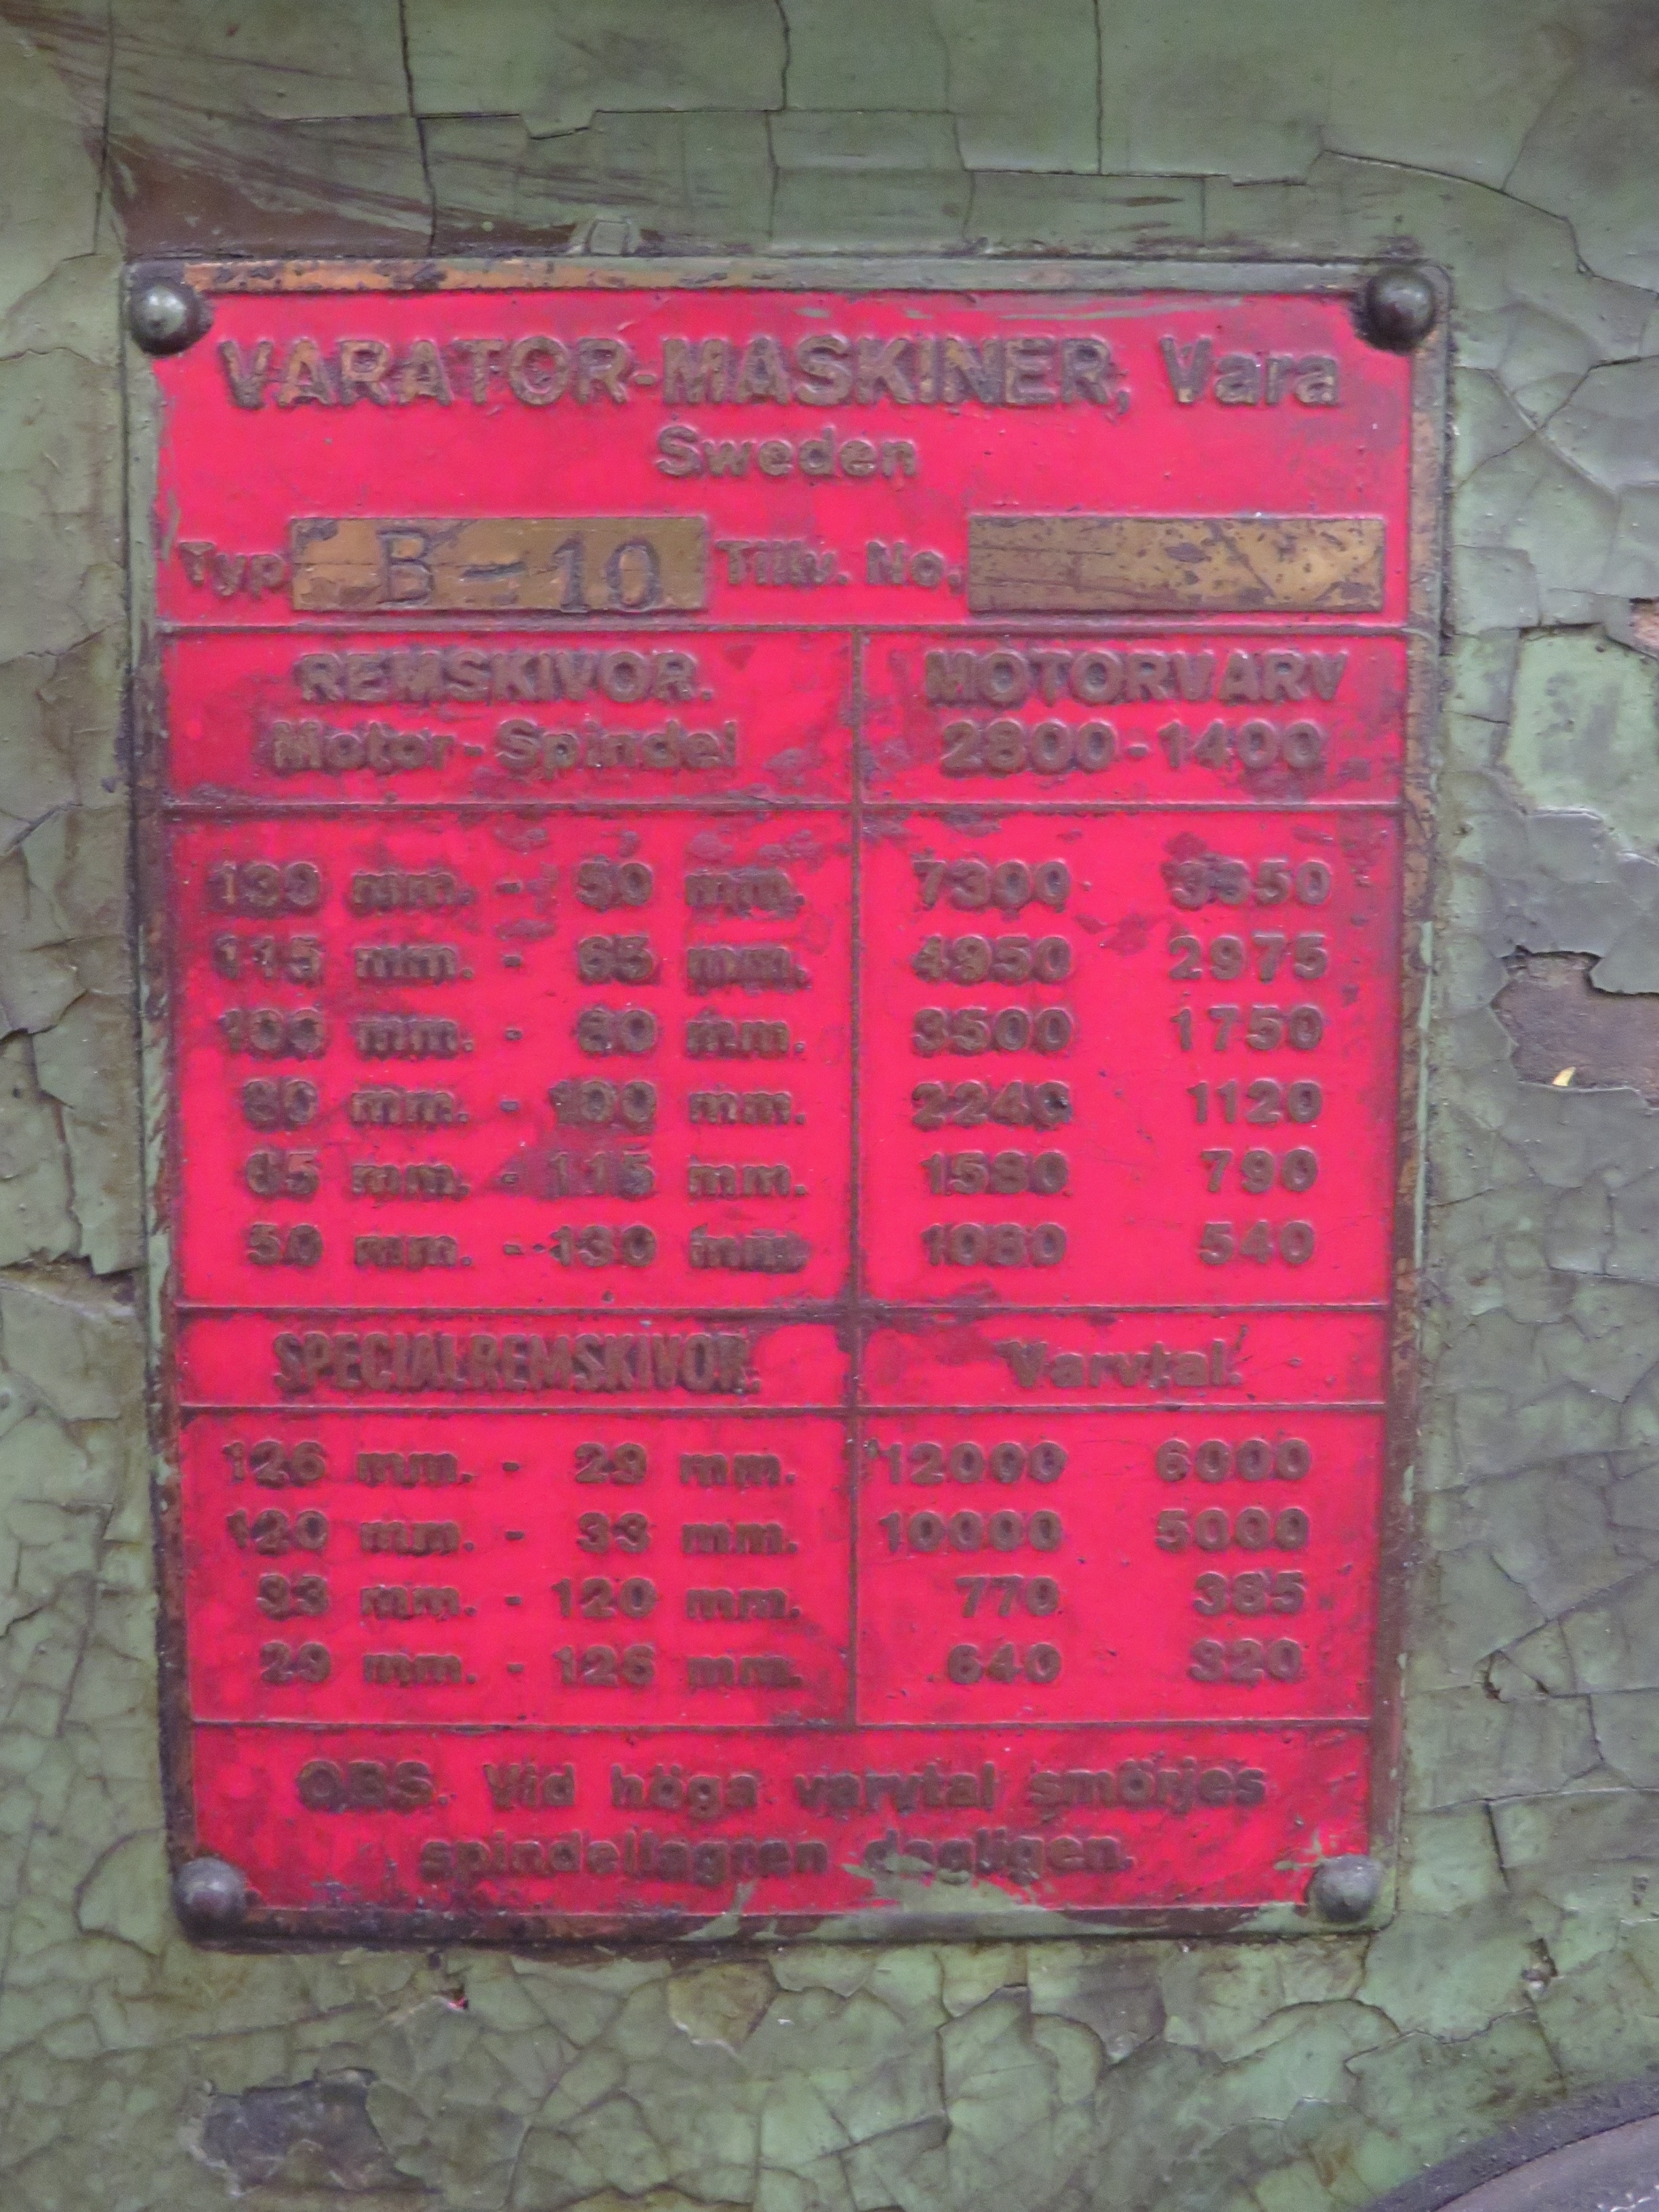 VARATOR-MASKINER, Vara
Sweden
Typ B-10 Tillv. No.
REMSKIVOR. MOTORVARV
Motor-Spindel 2800-1400
130 mm. - 50 mm. 7300 3650
115 mm. - 65 mm. 4950 2975
100 mm. - 80 mm. 3500 1750
80 mm. - 100 mm. 2240 1120
65 mm. - 115 mm. 1580 790
50 mm. - 130 mm. 1080 540
SPECIALREMSKIVOR. Varvtal.
126 mm. - 29 mm. 12000 6000
120 mm. - 33 mm. 10000 5000
33 mm. - 120 mm. 770 385
29 mm. - 126 mm. 640 320
OBS. Vid höga varvtal smörjes
spindellagren dagligen.